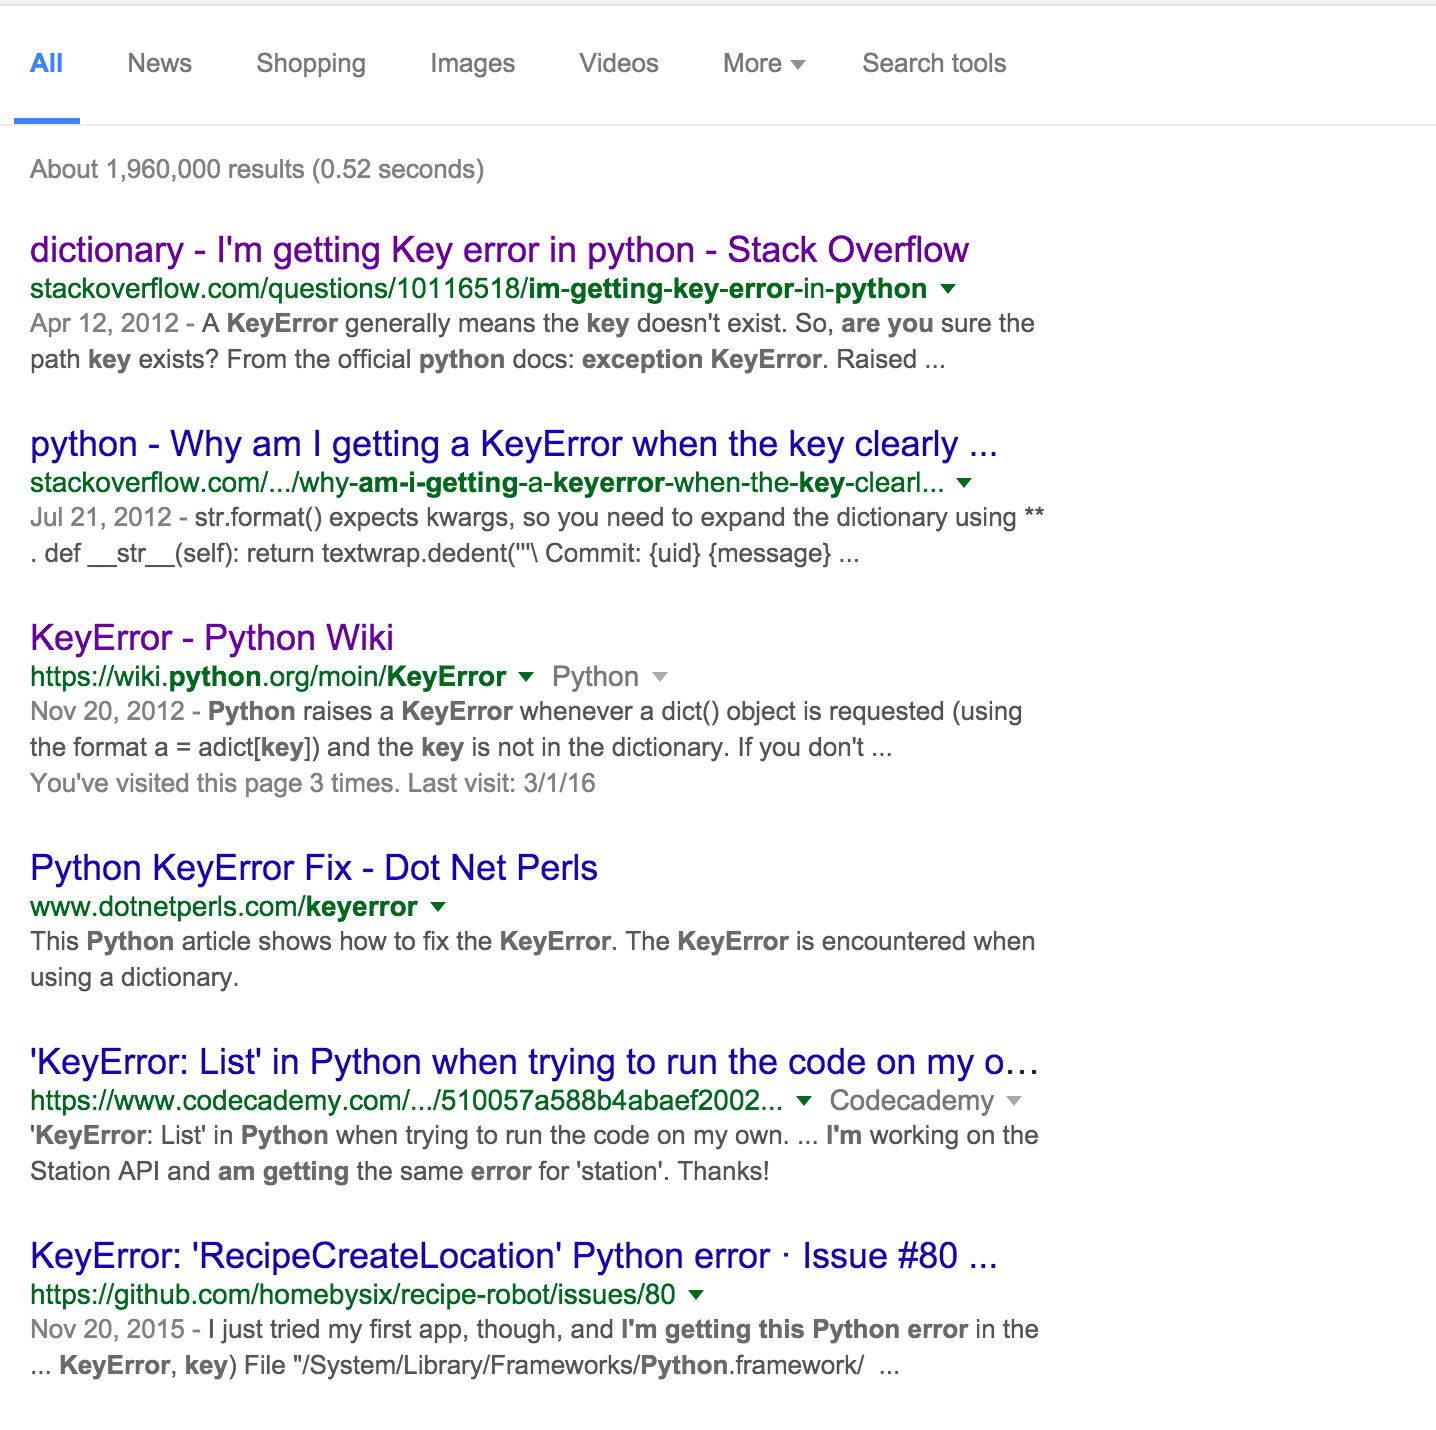 All News Shopping Images Videos More Search tools
About 1,960,000 results (0.52 seconds)
dictionary - I'm getting Key error in python - Stack Overflow
stackoverflow.com/questions/10116518/im-getting-key-error-in-python
Apr 12, 2012 - A KeyError generally means the key doesn't exist. So, are you sure the
path key exists? From the official python docs: exception KeyError. Raised ...
python - Why am I getting a KeyError when the key clearly ...
stackoverflow.com/.../why-am-i-getting-a-keyerror-when-the-key-clearl...
Jul 21, 2012 - str.format() expects kwargs, so you need to expand the dictionary using **
. def __str__(self): return textwrap.dedent('''\ Commit: {uid} {message} ...
KeyError - Python Wiki
https://wiki.python.org/moin/KeyError Python
Nov 20, 2012 - Python raises a KeyError whenever a dict() object is requested (using
the format a = adict[key]) and the key is not in the dictionary. If you don't ...
You've visited this page 3 times. Last visit: 3/1/16
Python KeyError Fix - Dot Net Perls
www.dotnetperls.com/keyerror
This Python article shows how to fix the KeyError. The KeyError is encountered when
using a dictionary.
'KeyError: List' in Python when trying to run the code on my o...
https://www.codecademy.com/.../510057a588b4abaef2002... Codecademy
'KeyError: List' in Python when trying to run the code on my own. ... I'm working on the
Station API and am getting the same error for 'station'. Thanks!
KeyError: 'RecipeCreateLocation' Python error · Issue #80 ...
https://github.com/homebysix/recipe-robot/issues/80
Nov 20, 2015 - I just tried my first app, though, and I'm getting this Python error in the
... KeyError, key) File "/System/Library/Frameworks/Python.framework/ ...